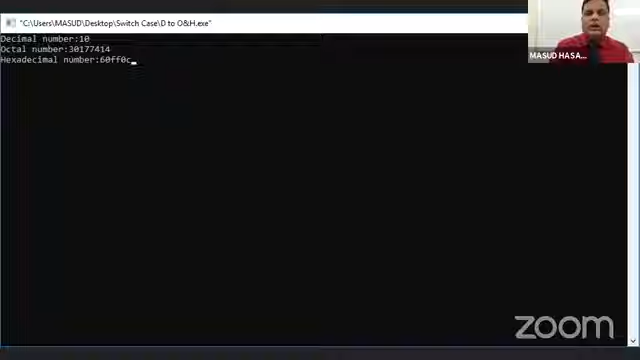 "C:\Users\MASUD\Desktop\Switch Case\D to O&H.exe"
Decimal number:10
Octal number:30177414
Hexadecimal number:60ff0c
MASUD HASA...
zoom